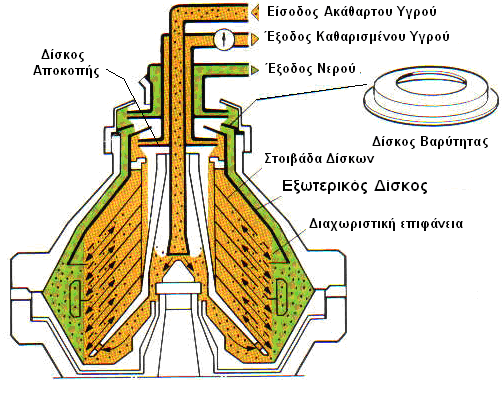 Είσοδος Ακάθαρτου Υγρού
Έξοδος Καθαρισμένου Υγρού
Έξοδος Νερού
Δίσκος
Αποκοπής
Δίσκος Βαρύτητας
Στοιβάδα Δίσκων
Εξωτερικός Δίσκος
Διαχωριστική επιφάνεια